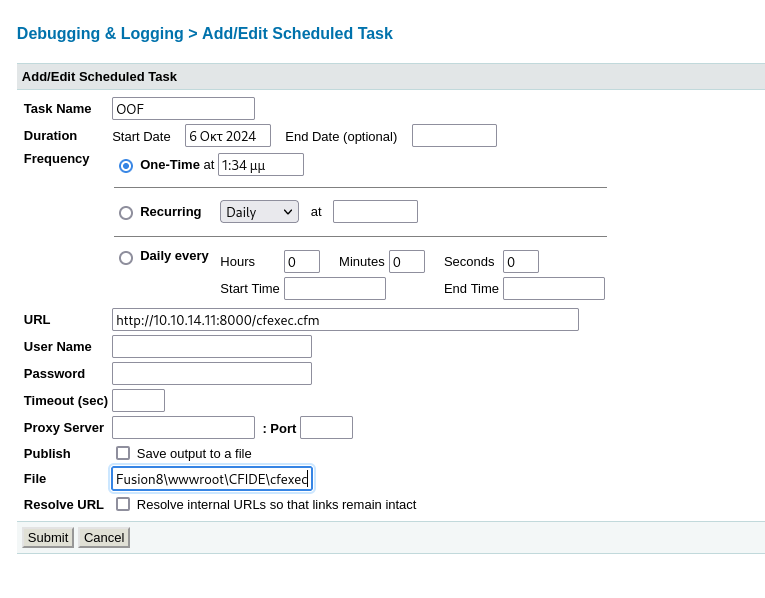 Debugging & Logging > Add/Edit Scheduled Task
Add/Edit Scheduled Task
Task Name OOF
Duration Start Date 6 Οκτ 2024 End Date (optional)
Frequency One-Time at 1:34 μμ
Recurring Daily at
Daily every Hours 0 Minutes 0 Seconds 0
Start Time End Time
URL http://10.10.14.11:8000/cfexec.cfm
User Name
Password
Timeout (sec)
Proxy Server : Port
Publish Save output to a file
File Fusion8\wwwroot\CFIDE\cfexec
Resolve URL Resolve internal URLs so that links remain intact
Submit Cancel